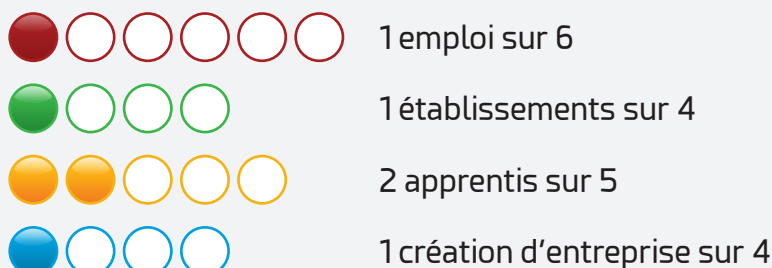 1 emploi sur 6
1 établissements sur 4
2 apprentis sur 5
1 création d'entreprise sur 4